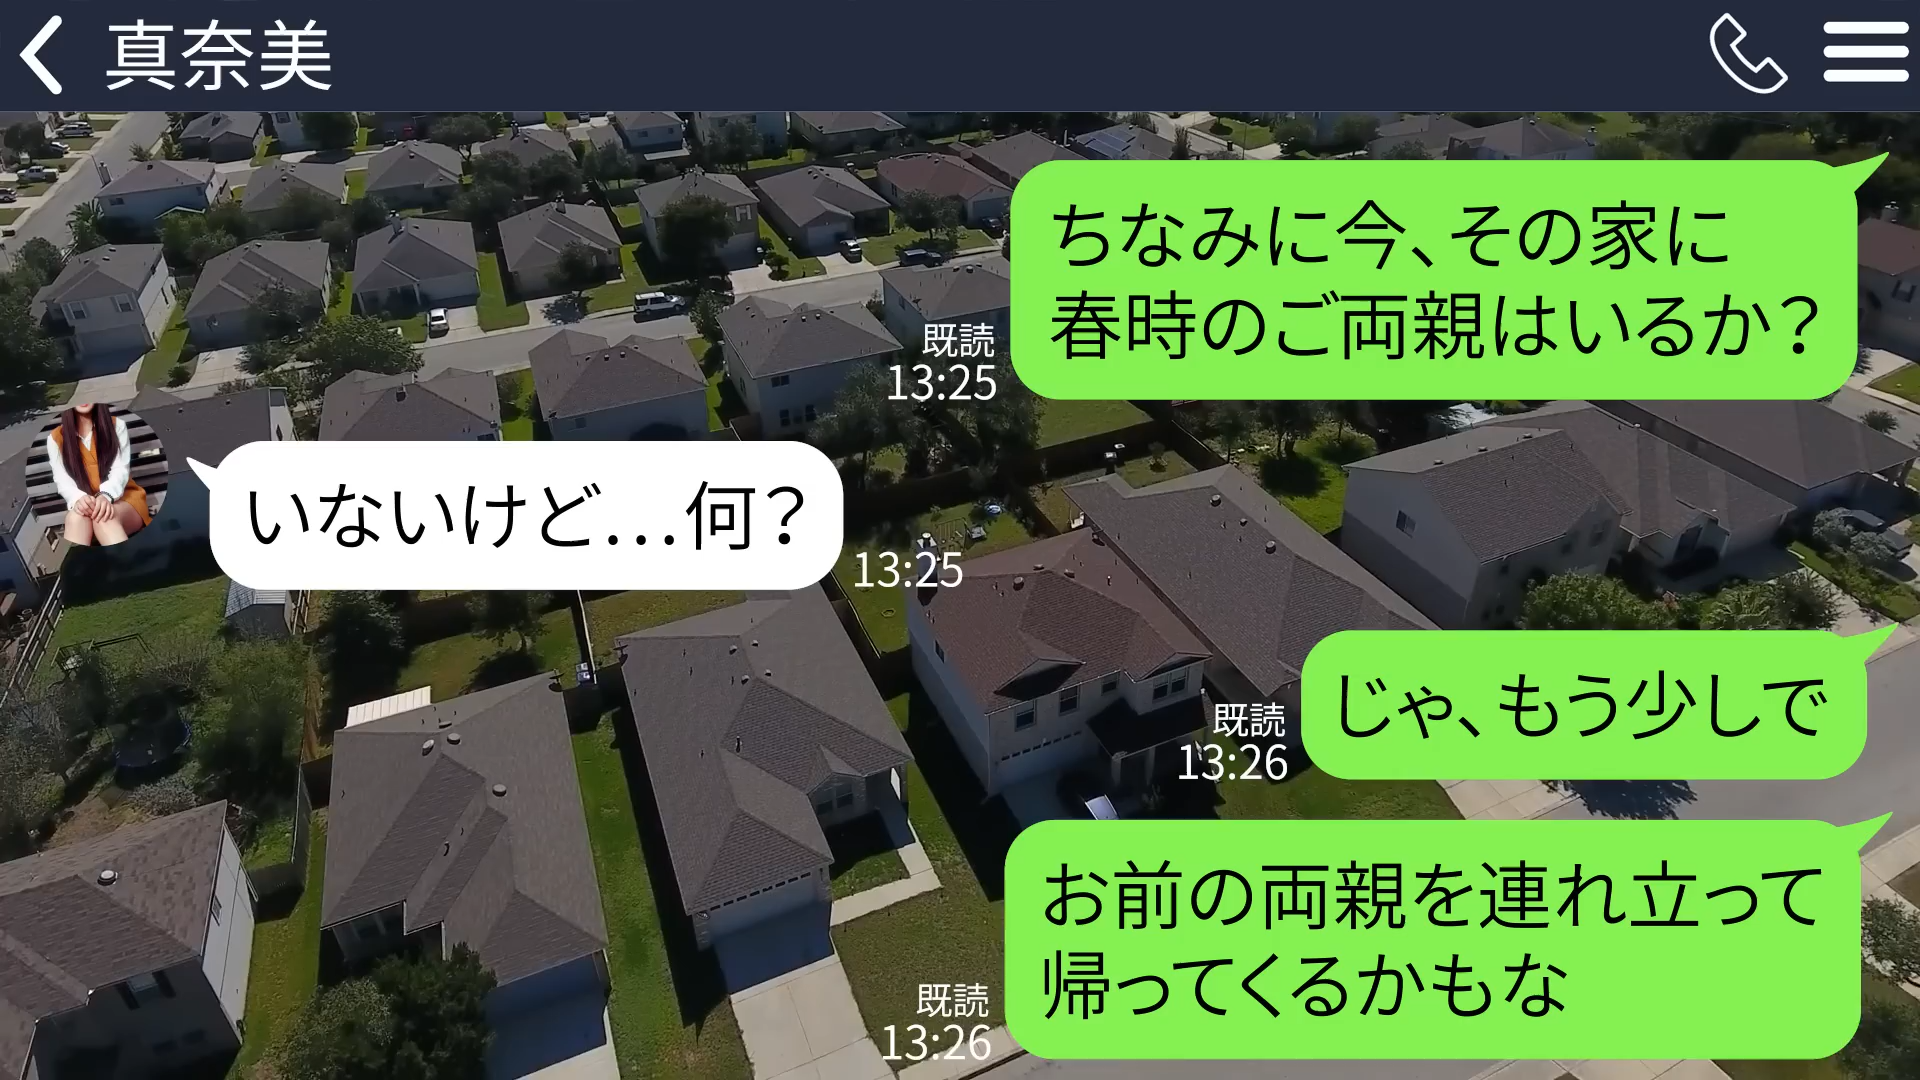 真奈美
ちなみに今、その家に
春時のご両親はいるか？
既読
13:25
いないけど…何？
13:25
じゃ、もう少しで
既読
13:26
お前の両親を連れ立って
帰ってくるかもな
既読
13:26